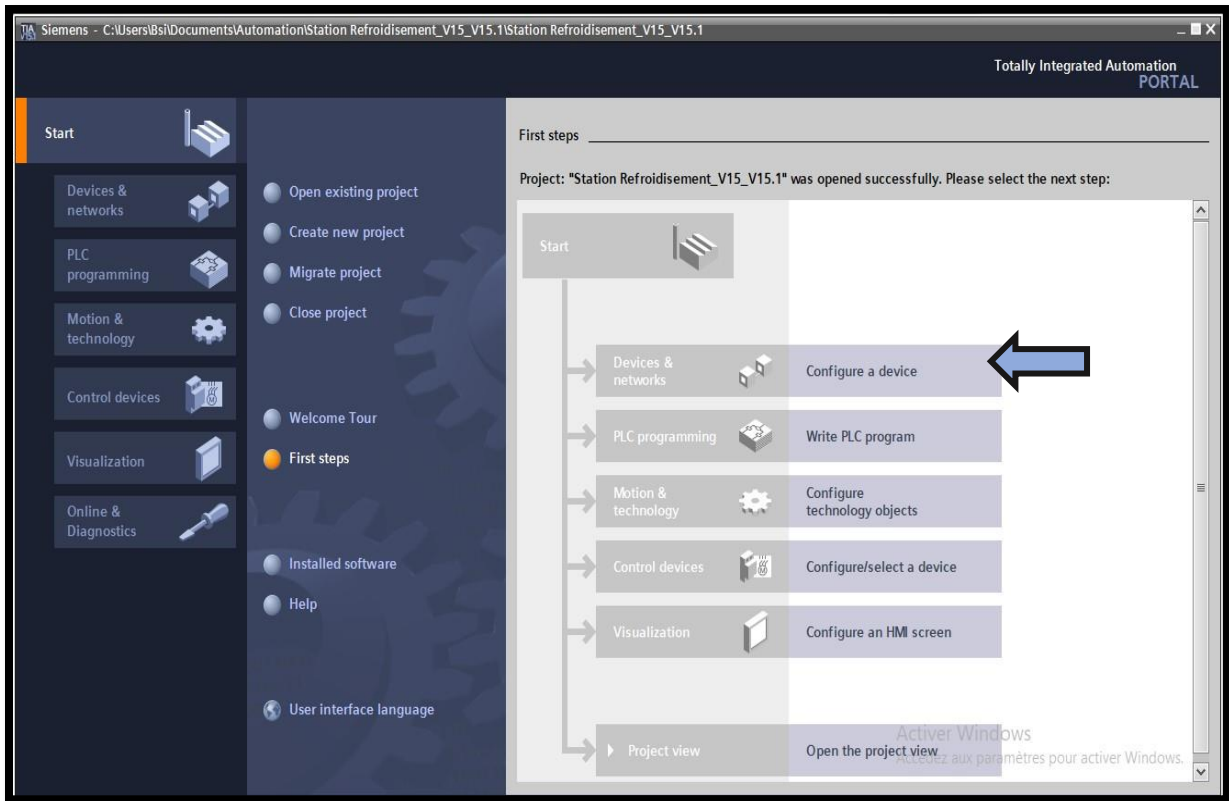 Siemens - C:\Users\Bsi\Documents\Automation\Station Refroidisement_V15_V15.1\Station Refroidisement_V15_V15.1
Totally Integrated Automation
PORTAL
Start
Devices &
networks
PLC
programming
Motion &
technology
Control devices
Visualization
Online &
Diagnostics
Open existing project
Create new project
Migrate project
Close project
Welcome Tour
First steps
Installed software
Help
User interface language
First steps
Project: "Station Refroidisement_V15_V15.1" was opened successfully. Please select the next step:
Start
Devices &
networks
Configure a device
PLC programming
Write PLC program
Motion &
technology
Configure
technology objects
Control devices
Configure/select a device
Visualization
Configure an HMI screen
Project view
Open the project view
Activer Windows
Accédez aux paramètres pour activer Windows.